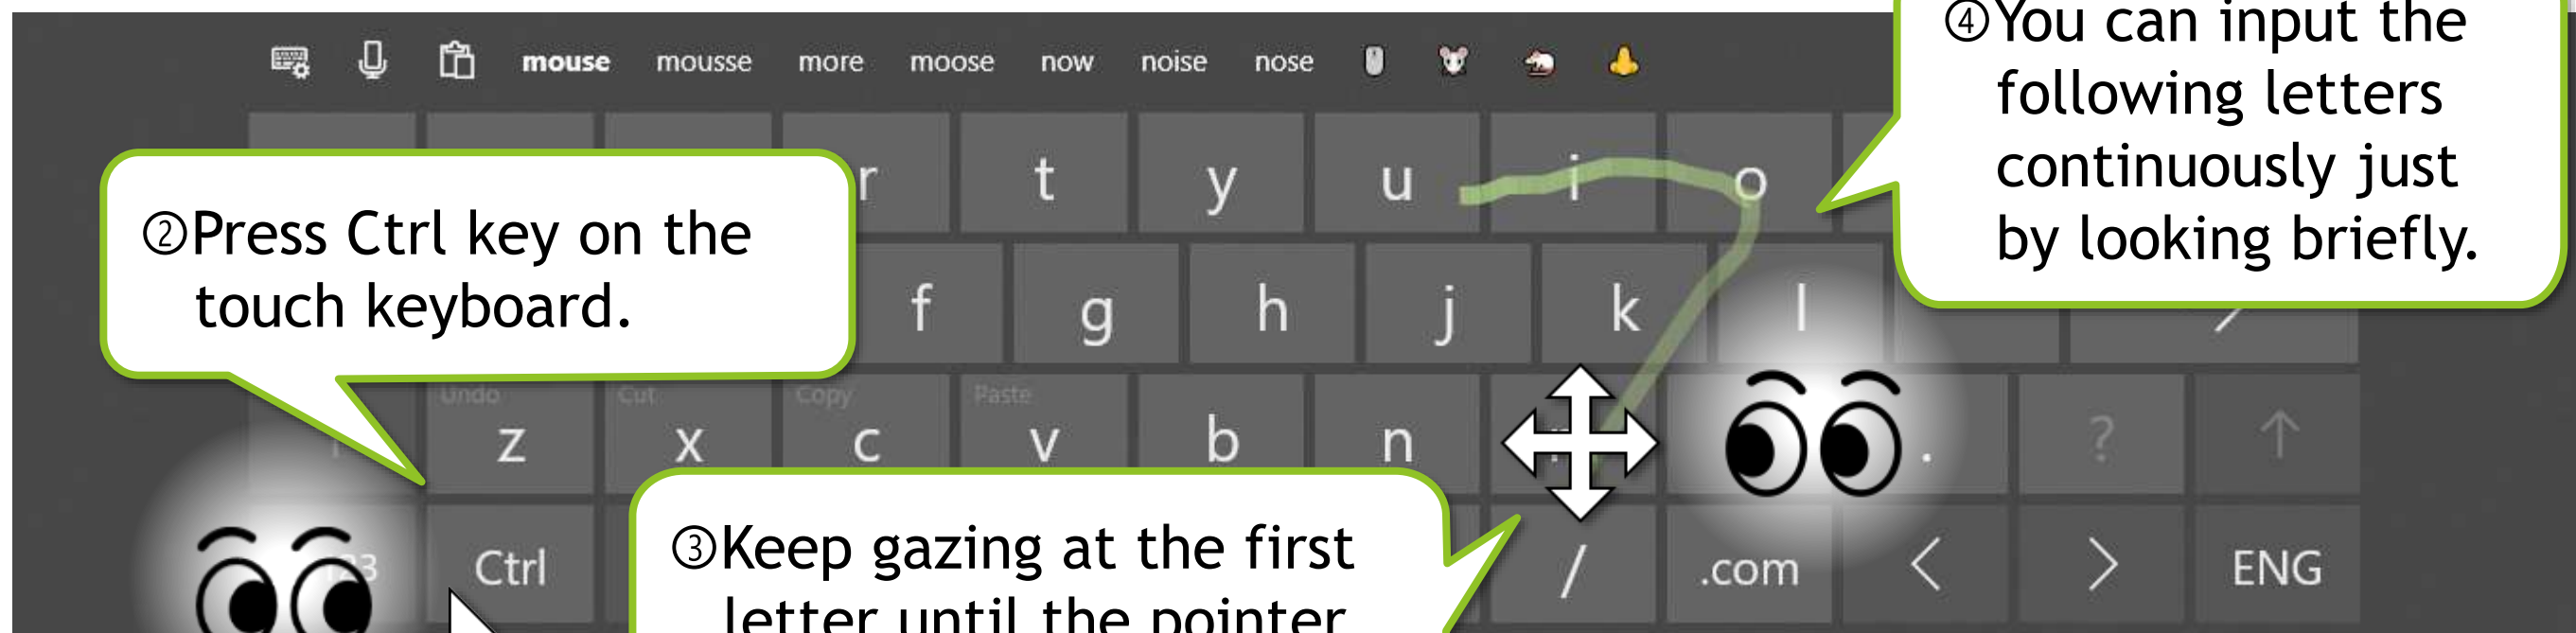 mouse mousse more moose now noise nose
④You can input the
following letters
continuously just
by looking briefly.
②Press Ctrl key on the
touch keyboard.
r t y u i o
f g h j k l
Undo Cut Copy Paste
z x c v b n . ? ↑
123 Ctrl / .com < > ENG
③Keep gazing at the first
letter until the pointer